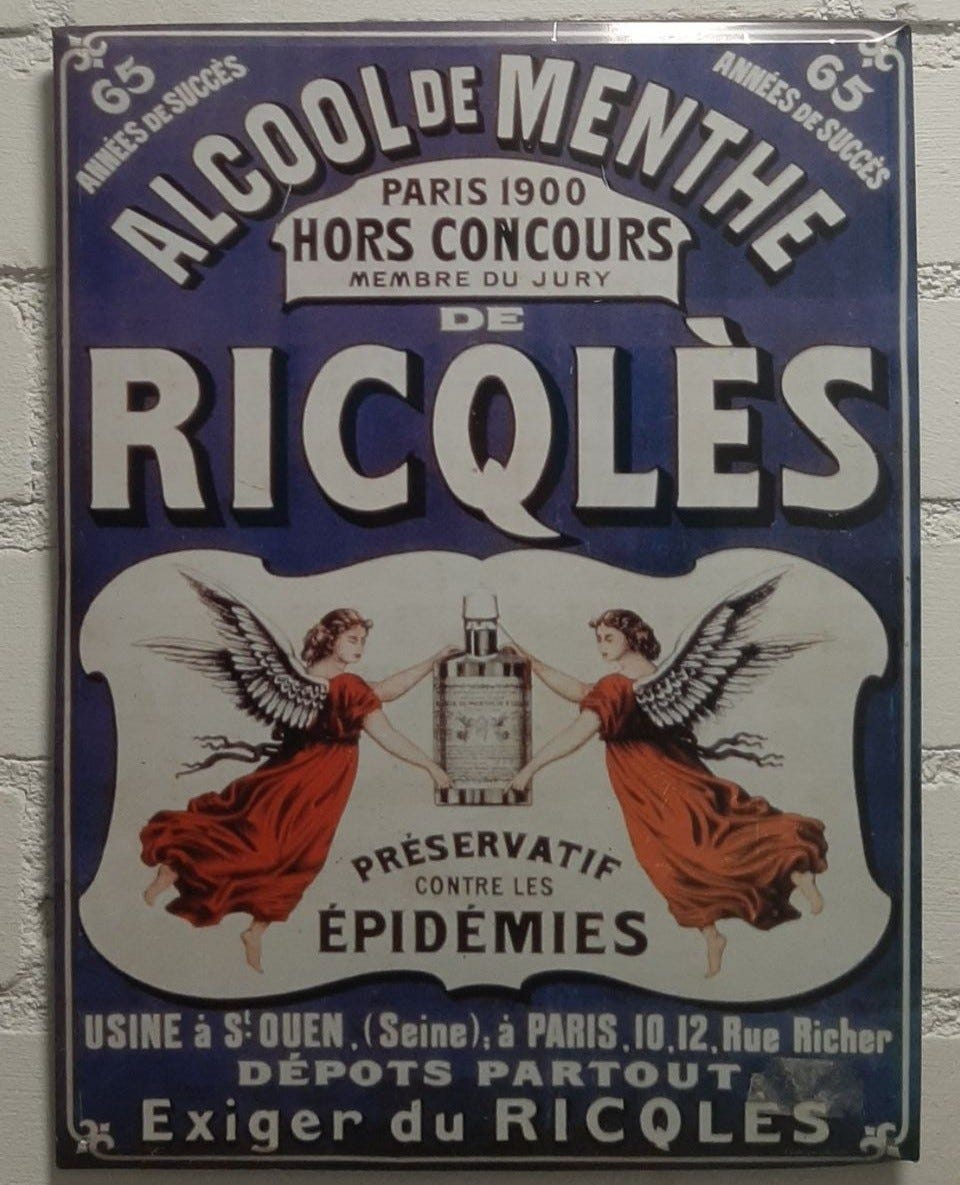 65
ANNÉES DE SUCCÈS
65
ANNÉES DE SUCCÈS
ALCOOL DE MENTHE
PARIS 1900
HORS CONCOURS
MEMBRE DU JURY
DE
RICQLÈS
PRÉSERVATIF
CONTRE LES
ÉPIDÉMIES
USINE à St OUEN, (Seine); à PARIS, 10, 12, Rue Richer
DÉPOTS PARTOUT
Exiger du RICQLES